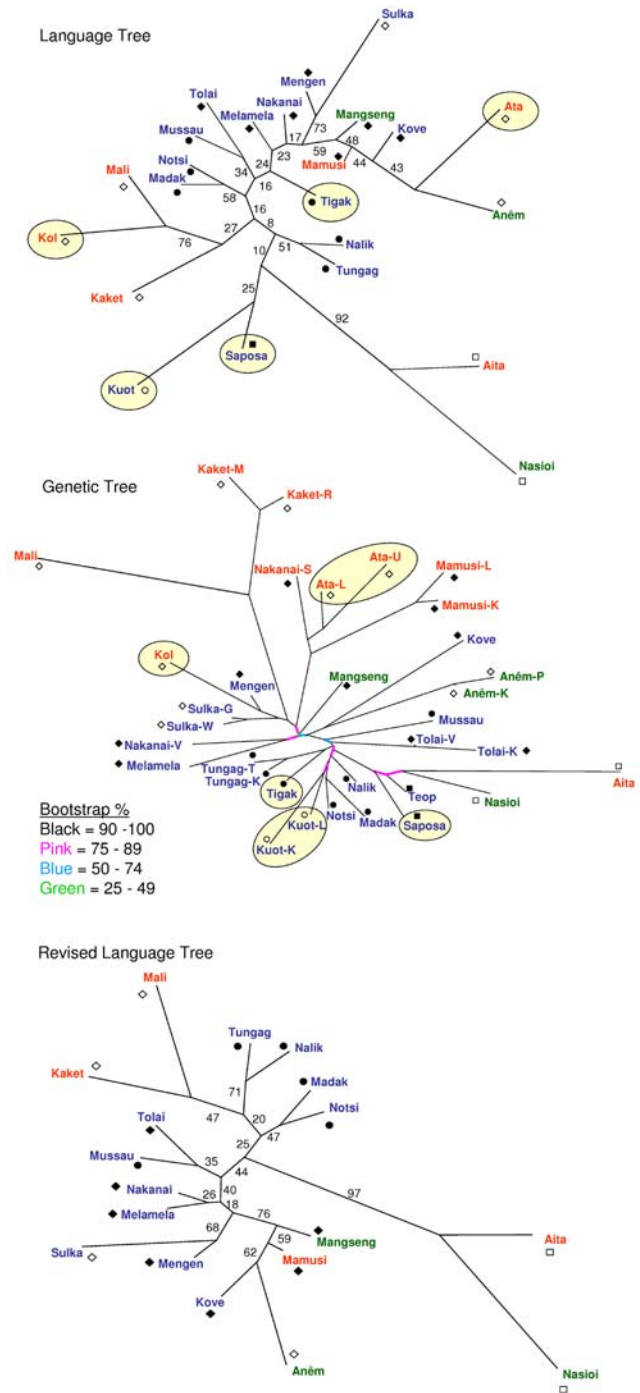 Language Tree
Sulka
Mengen
Tolai
Nakanai
Melamela
Mangseng
Ata
Mussau
17
73
48
Kove
Notsi
23
59
Mamusi
44
43
Mali
Madak
34
24
58
16
Tigak
Anêm
Kol
16
27
8
76
10
51
Nalik
Tungag
Kaket
25
92
Saposa
Aita
Kuot
Nasioi
Genetic Tree
Kaket-M
Kaket-R
Mali
Nakanai-S
Ata-U
Ata-L
Mamusi-L
Mamusi-K
Kol
Kove
Mengen
Mangseng
Anêm-P
Sulka-G
Anêm-K
Sulka-W
Mussau
Nakanai-V
Tolai-V
Tolai-K
Melamela
Tungag-T
Tungag-K
Nalik
Tigak
Teop
Aita
Nasioi
Kuot-L
Notsi
Madak
Saposa
Kuot-K
Bootstrap %
Black = 90 -100
Pink = 75 - 89
Blue = 50 - 74
Green = 25 - 49
Revised Language Tree
Mali
Tungag
Nalik
Kaket
Madak
71
Notsi
47
20
47
Tolai
25
Mussau
35
44
Nakanai
40
97
26
18
Melamela
76
68
Mangseng
Aita
Sulka
59
Mengen
62
Mamusi
Kove
Anêm
Nasioi